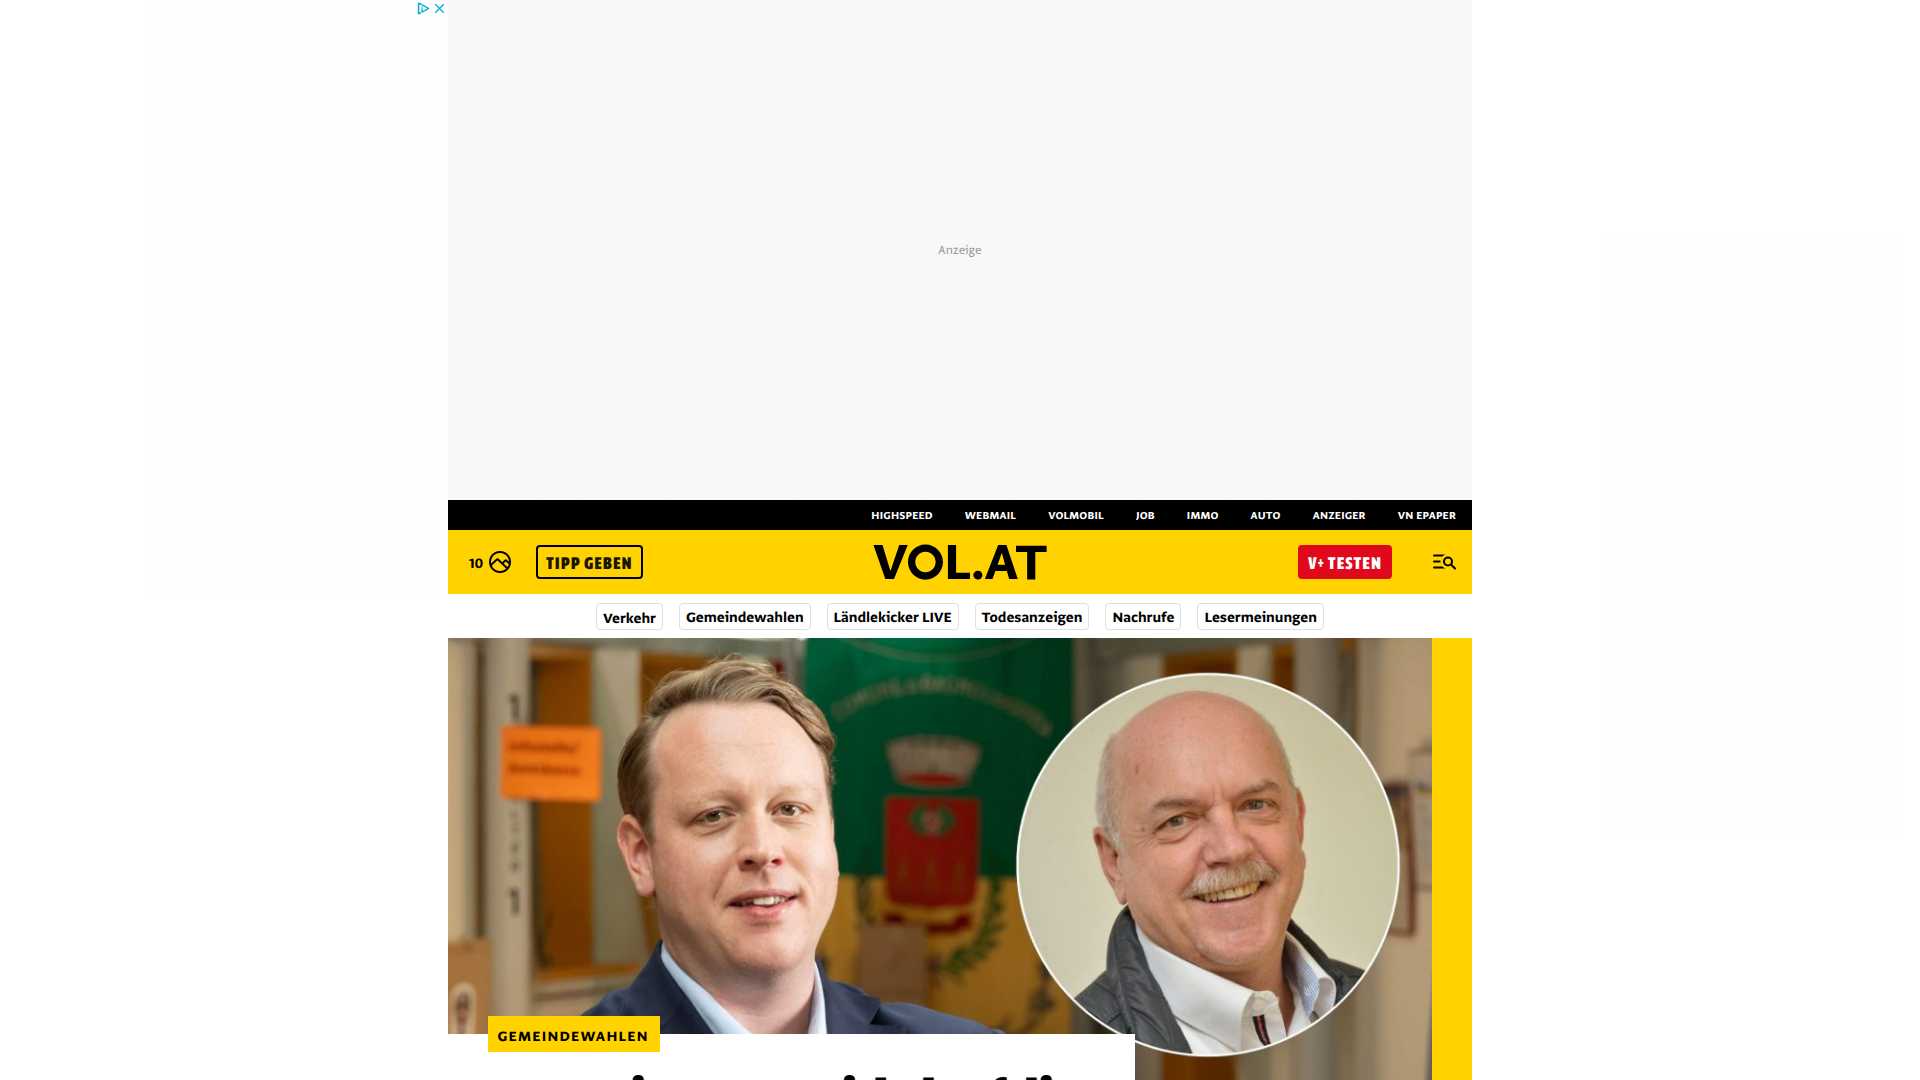 Anzeige
HIGHSPEED WEBMAIL VOLMOBIL JOB IMMO AUTO ANZEIGER VN EPAPER
10 TIPP GEBEN VOL.AT V+ TESTEN
Verkehr Gemeindewahlen Ländlekicker LIVE Todesanzeigen Nachrufe Lesermeinungen
GEMEINDEWAHLEN